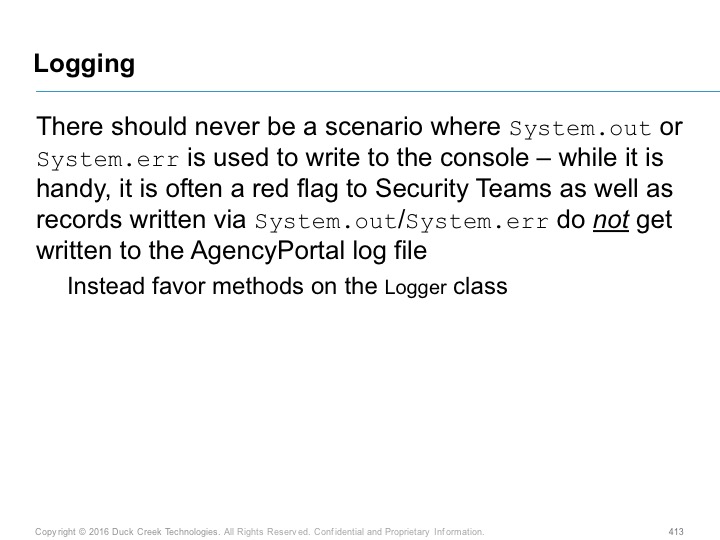 Logging
There should never be a scenario where System.out or
System.err is used to write to the console – while it is
handy, it is often a red flag to Security Teams as well as
records written via System.out/System.err do not get
written to the AgencyPortal log file
Instead favor methods on the Logger class
Copyright © 2016 Duck Creek Technologies. All Rights Reserved. Confidential and Proprietary Information.
413